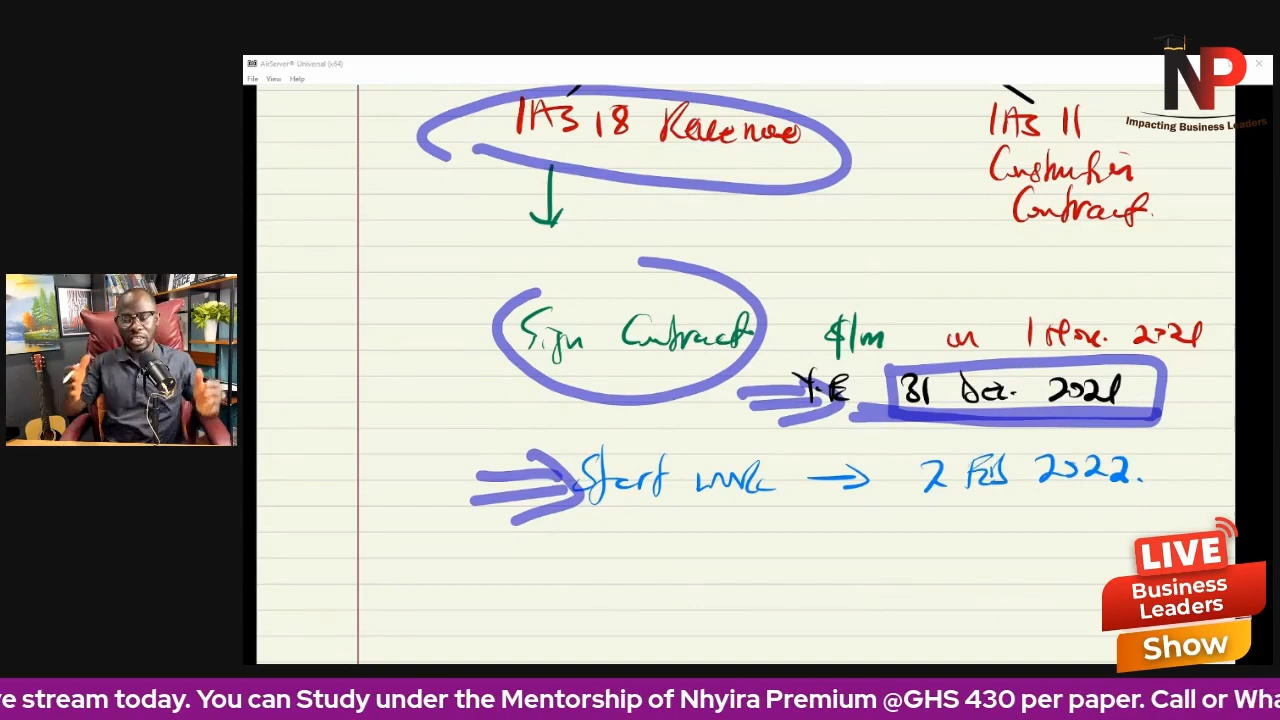 AirServer® Universal (x64)
File View Help
NP
Impacting Business Leaders
IAS 18 Revenue
IAS 11
Construction
Contract.
Sign Contract $1m on 1 Nov. 2021
Y.E 31 Dec. 2021
Start work → 2 Feb 2022.
LIVE
Business
Leaders
Show
ve stream today. You can Study under the Mentorship of Nhyira Premium @GHS 430 per paper. Call or Wha